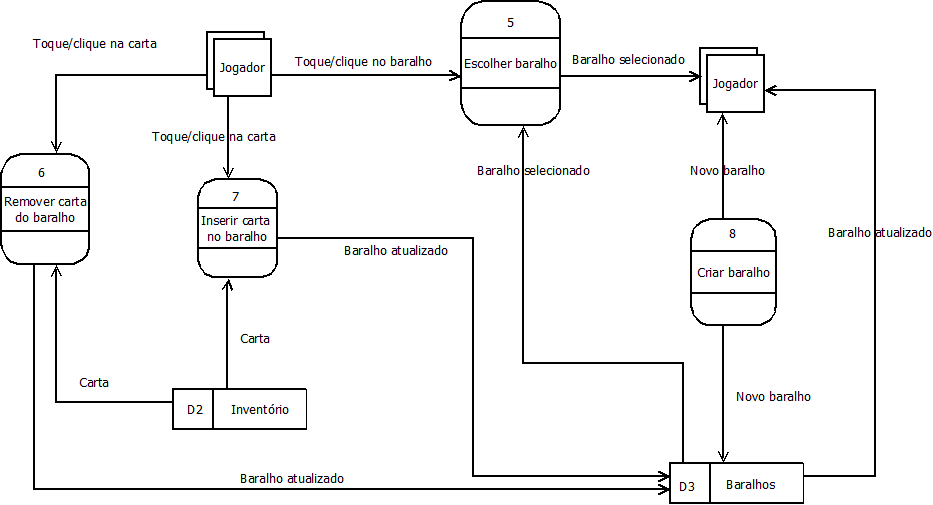 5
Toque/clique na carta
Jogador
Toque/clique no baralho
Escolher baralho
Baralho selecionado
Jogador
Toque/clique na carta
6
Remover carta
do baralho
7
Inserir carta
no baralho
Baralho selecionado
Novo baralho
8
Criar baralho
Baralho atualizado
Baralho atualizado
Carta
Carta
D2
Inventório
Novo baralho
Baralho atualizado
D3
Baralhos